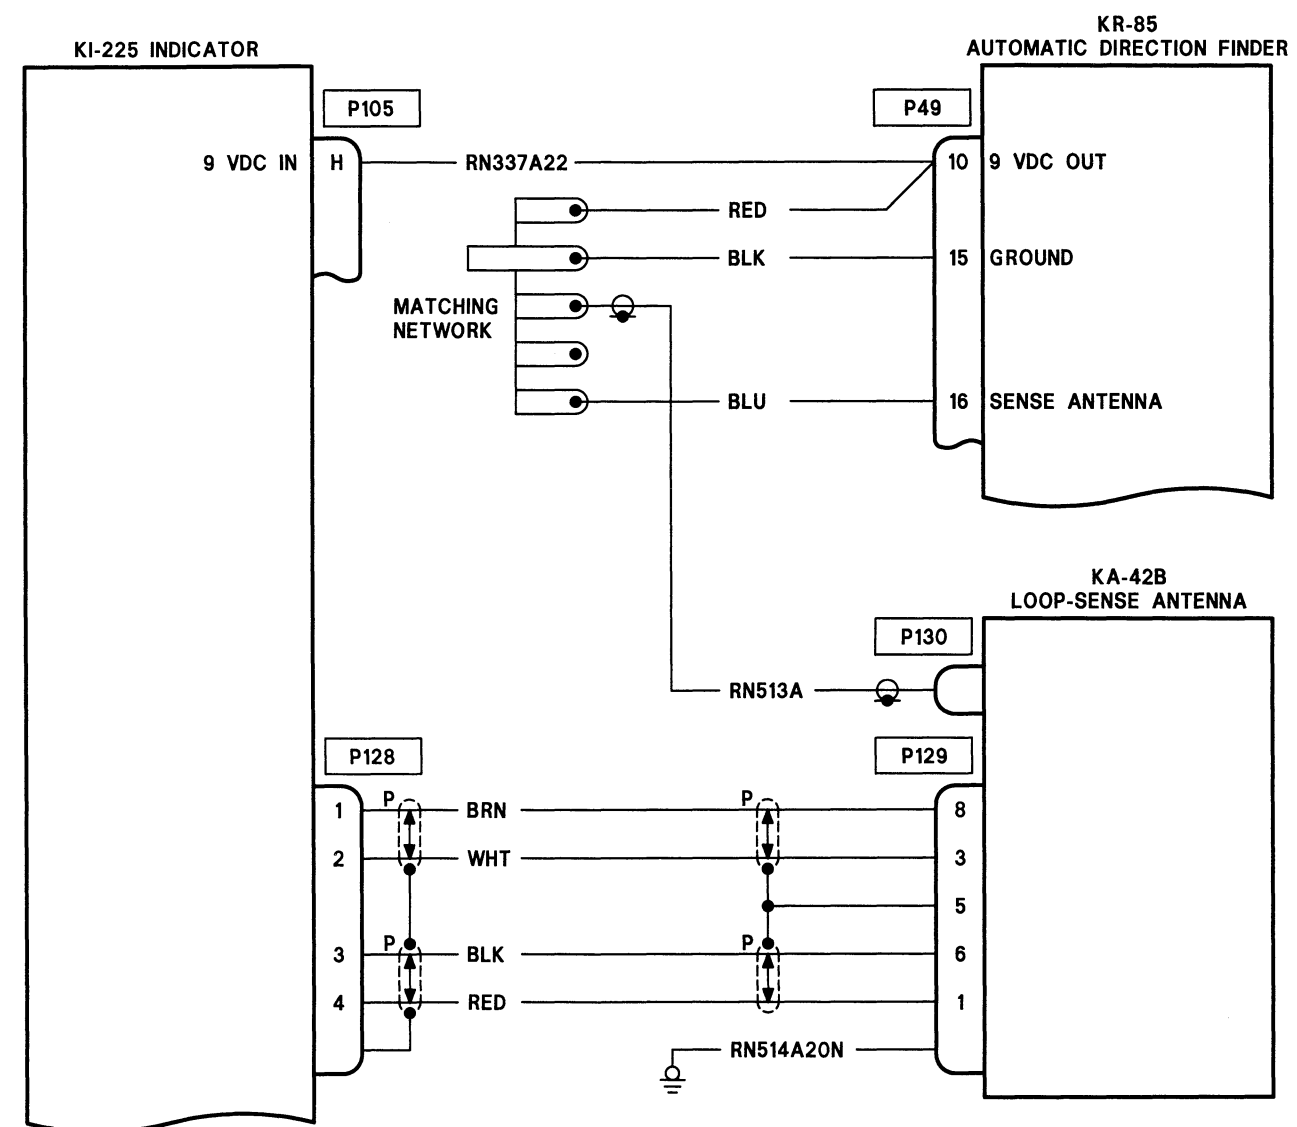 KR-85
KI-225 INDICATOR
AUTOMATIC DIRECTION FINDER
P105
P49
9 VDC IN
H
RN337A22
10
9 VDC OUT
RED
BLK
15
GROUND
MATCHING
NETWORK
BLU
16
SENSE ANTENNA
KA-42B
LOOP-SENSE ANTENNA
P130
RN513A
P128
P129
1
P
BRN
P
8
2
WHT
3
5
3
P
BLK
P
6
4
RED
1
RN514A20N